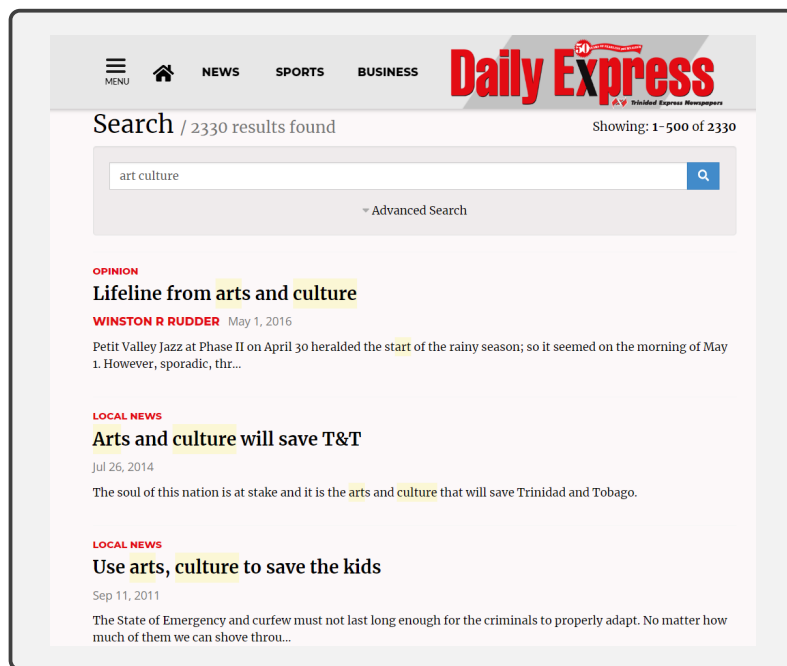 MENU
NEWS
SPORTS
BUSINESS
50
Daily Express
Trinidad Express Newspapers
Search / 2330 results found
Showing: 1-500 of 2330
art culture
Advanced Search
OPINION
Lifeline from arts and culture
WINSTON R RUDDER May 1, 2016
Petit Valley Jazz at Phase II on April 30 heralded the start of the rainy season; so it seemed on the morning of May
1. However, sporadic, thr...
LOCAL NEWS
Arts and culture will save T&T
Jul 26, 2014
The soul of this nation is at stake and it is the arts and culture that will save Trinidad and Tobago.
LOCAL NEWS
Use arts, culture to save the kids
Sep 11, 2011
The State of Emergency and curfew must not last long enough for the criminals to properly adapt. No matter how
much of them we can shove throu...